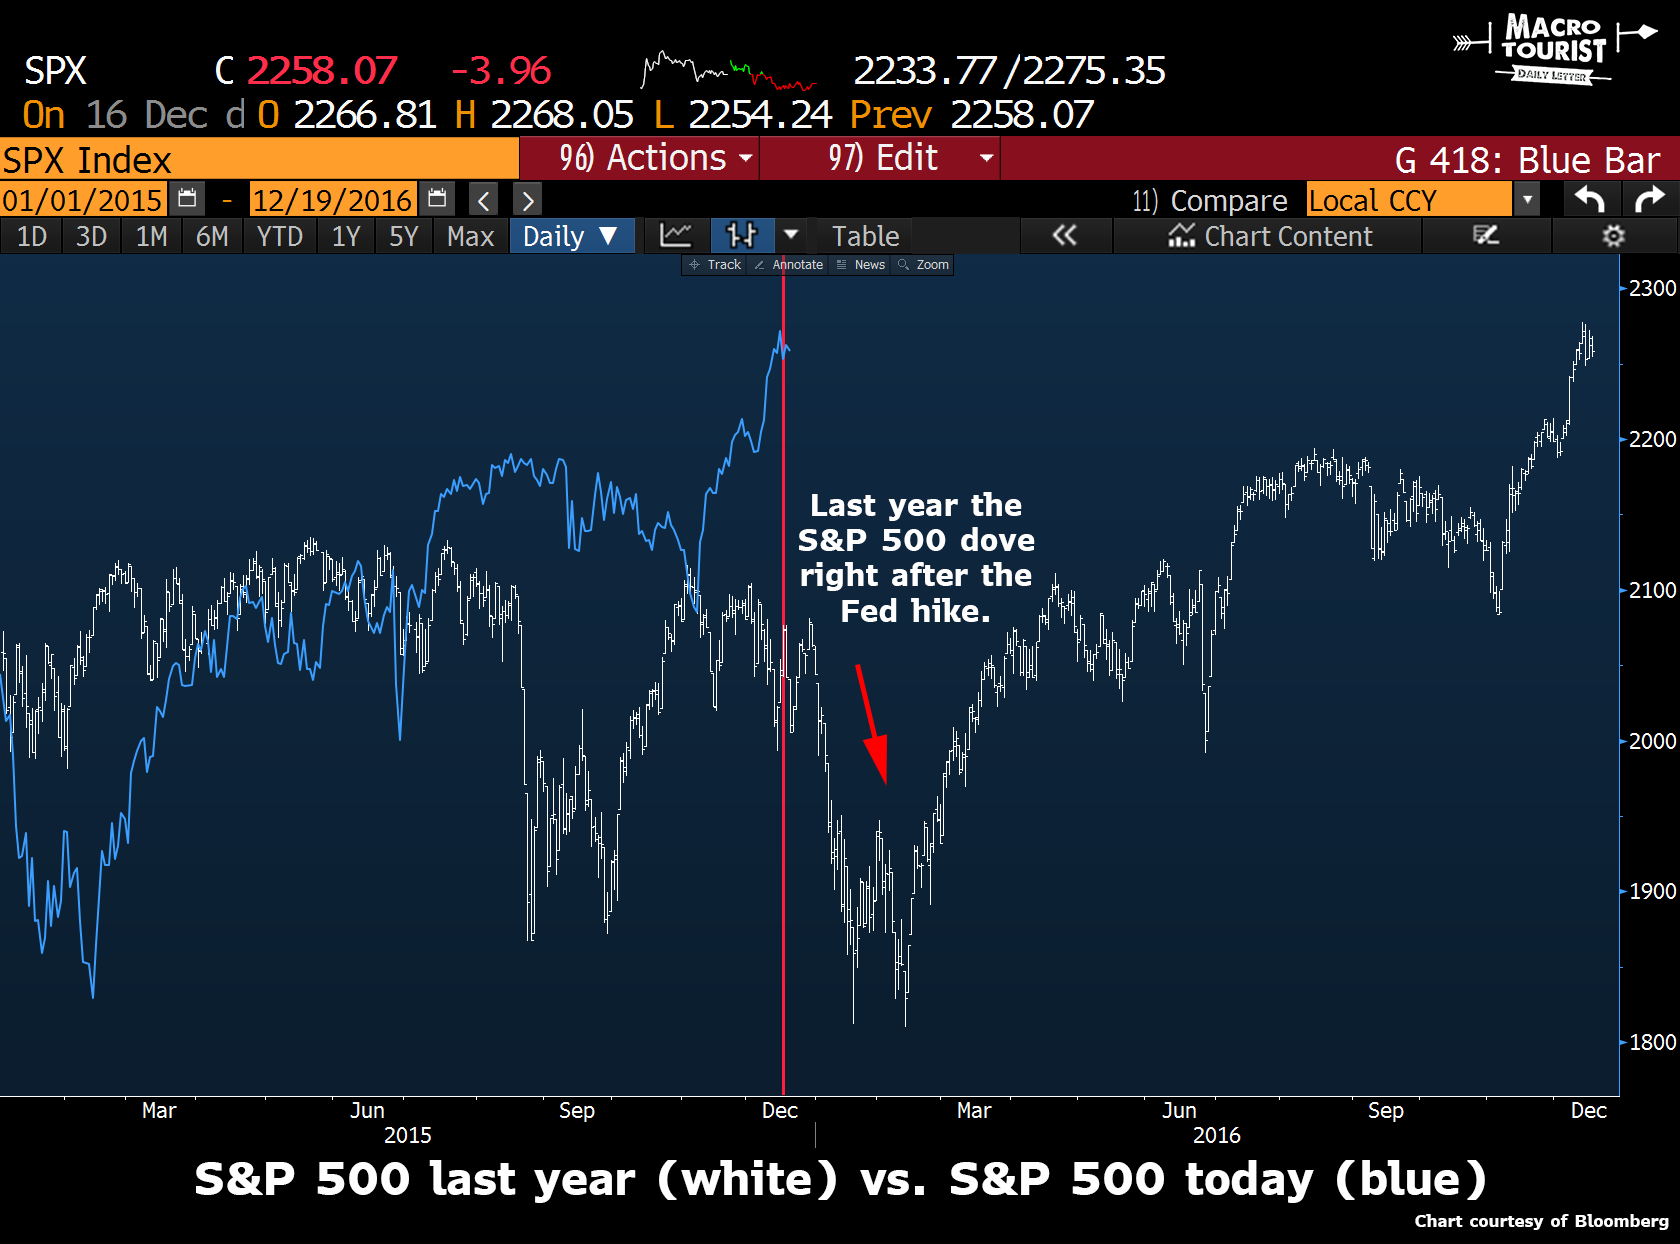 MACRO
TOURIST
DAILY LETTER
SPX C 2258.07 -3.96 2233.77/2275.35
On 16 Dec d O 2266.81 H 2268.05 L 2254.24 Prev 2258.07
SPX Index 96) Actions 97) Edit G 418: Blue Bar
01/01/2015 - 12/19/2016 11) Compare Local CCY
1D 3D 1M 6M YTD 1Y 5Y Max Daily ▼ Table « Chart Content
Track Annotate News Zoom
2300
2200
Last year the
S&P 500 dove
right after the
Fed hike.
2100
2000
1900
1800
Mar Jun Sep Dec Mar Jun Sep Dec
2015 2016
S&P 500 last year (white) vs. S&P 500 today (blue)
Chart courtesy of Bloomberg